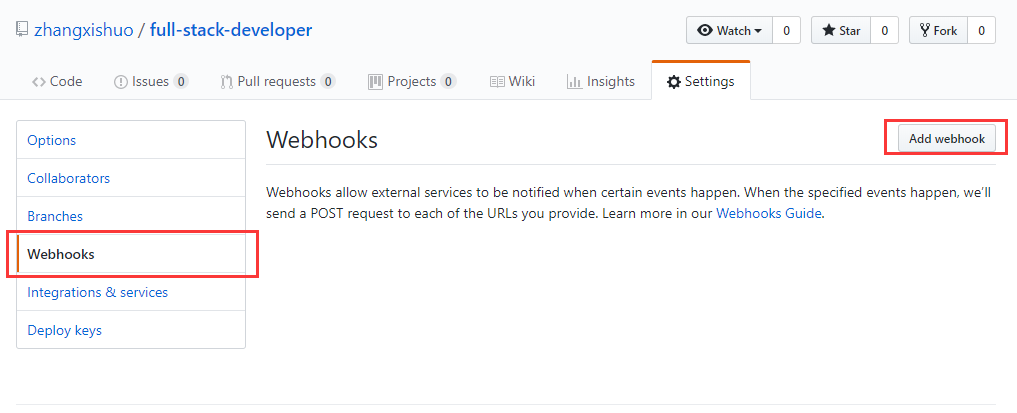 zhangxishuo / full-stack-developer
Watch 0 Star 0 Fork 0
Code Issues 0 Pull requests 0 Projects 0 Wiki Insights Settings
Options
Collaborators
Branches
Webhooks
Integrations & services
Deploy keys
Webhooks
Add webhook
Webhooks allow external services to be notified when certain events happen. When the specified events happen, we’ll
send a POST request to each of the URLs you provide. Learn more in our Webhooks Guide.